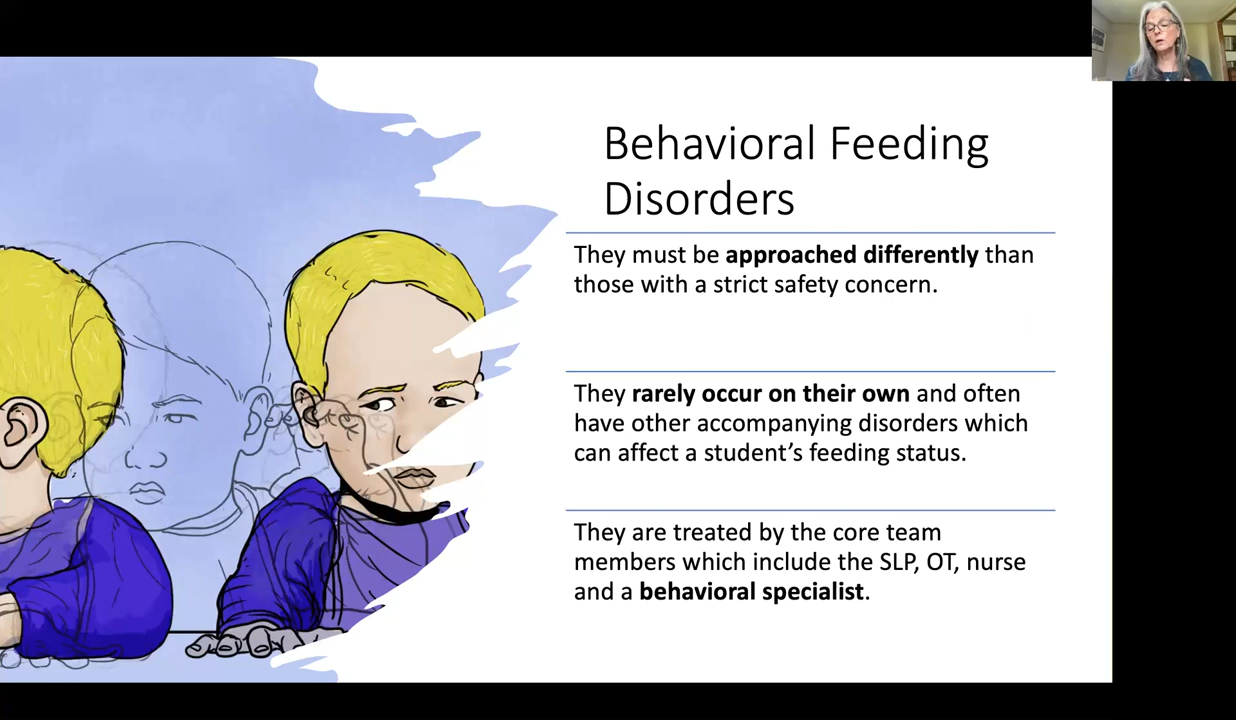 Behavioral Feeding
Disorders
They must be approached differently than
those with a strict safety concern.
They rarely occur on their own and often
have other accompanying disorders which
can affect a student’s feeding status.
They are treated by the core team
members which include the SLP, OT, nurse
and a behavioral specialist.